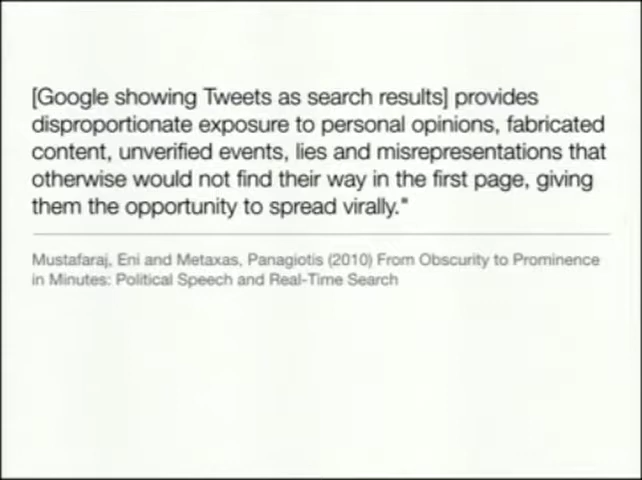 [Google showing Tweets as search results] provides
disproportionate exposure to personal opinions, fabricated
content, unverified events, lies and misrepresentations that
otherwise would not find their way in the first page, giving
them the opportunity to spread virally."
Mustafaraj, Eni and Metaxas, Panagiotis (2010) From Obscurity to Prominence
in Minutes: Political Speech and Real-Time Search